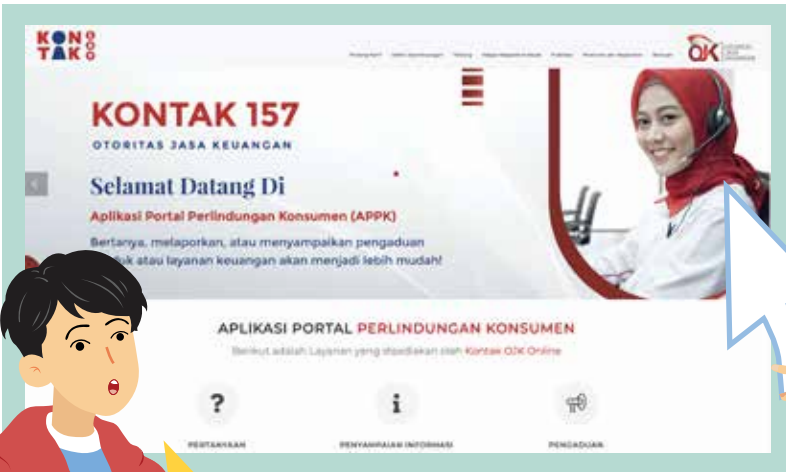 KONTAK
OJK
KONTAK 157
OTORITAS JASA KEUANGAN
Selamat Datang Di
Aplikasi Portal Perlindungan Konsumen (APPK)
Bertanya, melaporkan, atau menyampaikan pengaduan
uk atau layanan keuangan akan menjadi lebih mudah!
APLIKASI PORTAL PERLINDUNGAN KONSUMEN
Berikut adalah Layanan yang disediakan oleh Kontak OJK Online
?
i
PERTANYAAN
PENYAMPAIAN INFORMASI
PENGADUAN